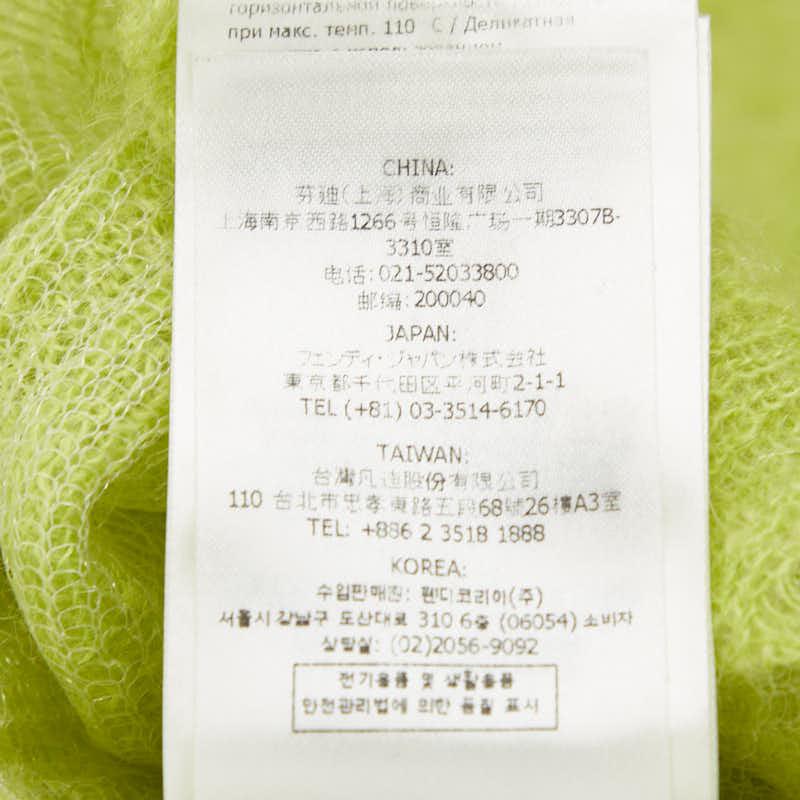 горизонтальной
при макс. темп. 110 C / Деликатная
CHINA:
芬迪(上海)商业有限公司
上海南京西路1266号恒隆广场一期3307B-
3310室
电话:021-52033800
邮编:200040
JAPAN:
フェンディ・ジャパン株式会社
東京都千代田区平河町2-1-1
TEL (+81) 03-3514-6170
TAIWAN:
台灣凡迪股份有限公司
110 台北市忠孝東路五段68號26樓A3室
TEL: +886 2 3518 1888
KOREA:
수입판매원: 펜디코리아(주)
서울시 강남구 도산대로 310 6층 (06054) 소비자
상담실: (02)2056-9092
전기용품 및 생활용품
안전관리법에 의한 품질 표시